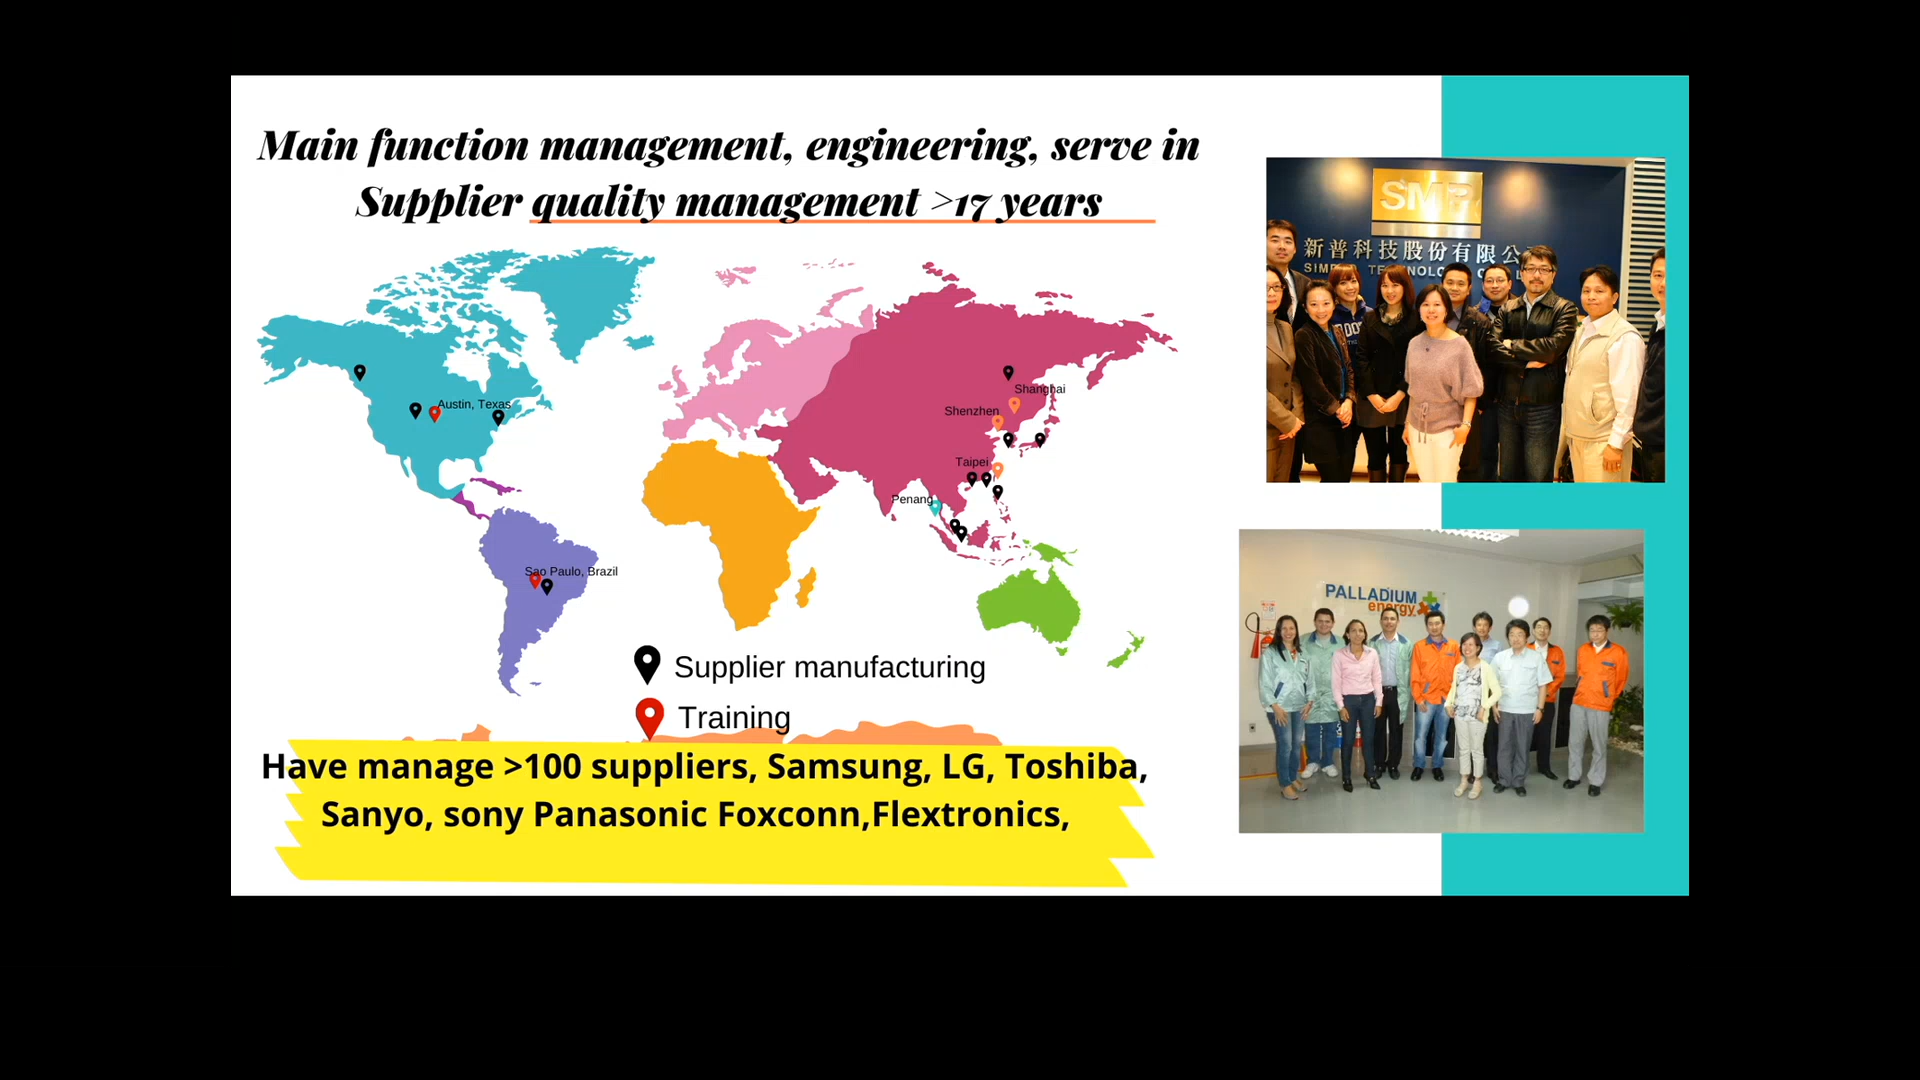 Main function management, engineering, serve in
Supplier quality management >17 years
Austin, Texas
Shanghai
Shenzhen
Taipei
Penang
Sao Paulo, Brazil
Supplier manufacturing
Training
Have manage >100 suppliers, Samsung, LG, Toshiba,
Sanyo, sony Panasonic Foxconn,Flextronics,
SMP
新普科技股份有限公
PALLADIUM
energy